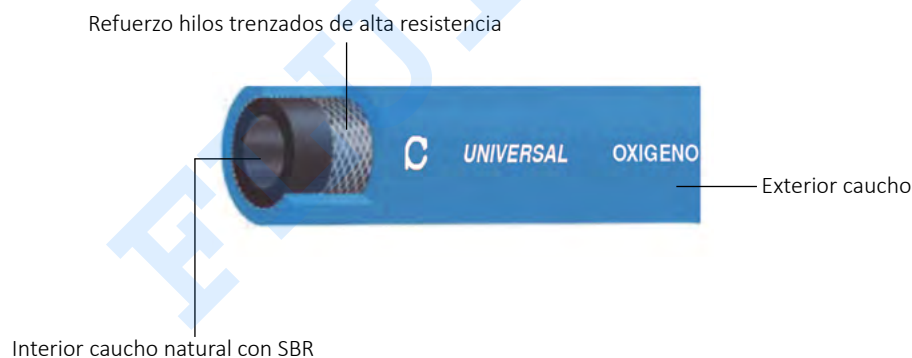 Refuerzo hilos trenzados de alta resistencia
UNIVERSAL OXIGENO
Exterior caucho
Interior caucho natural con SBR